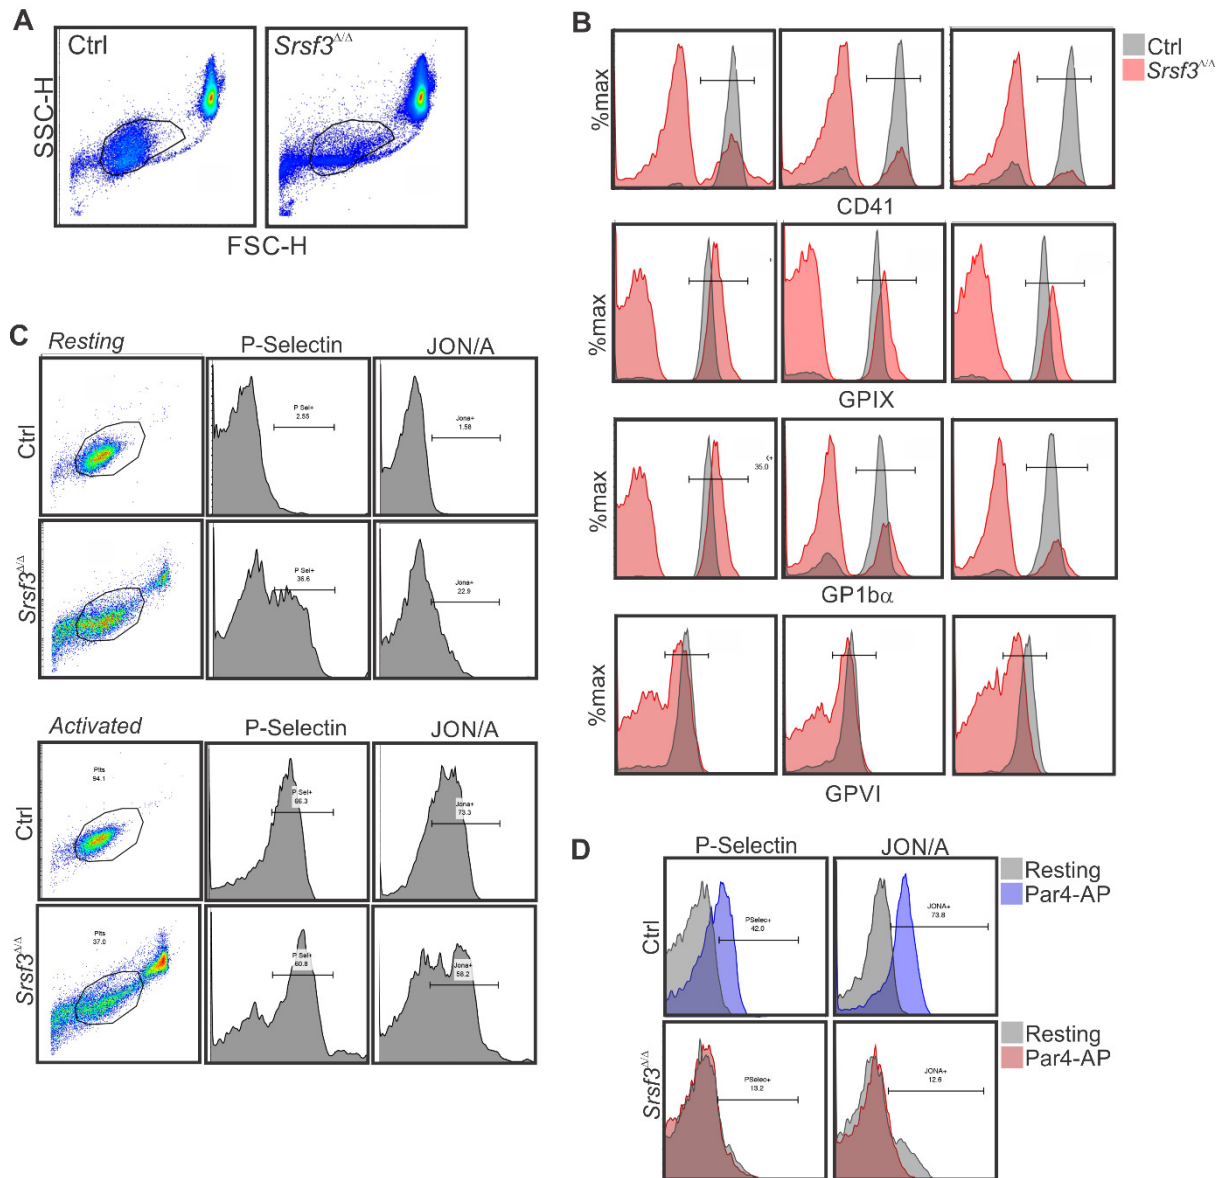 A
Ctrl
Srsf3Δ/Δ
SSC-H
FSC-H
B
Ctrl
Srsf3Δ/Δ
%max
CD41
%max
GPIX
%max
35.0
GP1bα
%max
GPVI
C
Resting
P-Selectin
JON/A
Ctrl
P Sel+
2.55
Jona+
1.58
Srsf3Δ/Δ
P Sel+
36.6
Jona+
22.9
Activated
P-Selectin
JON/A
Ctrl
Plts
94.1
P Sel+
66.3
Jona+
73.3
Srsf3Δ/Δ
Plts
37.0
P Sel+
60.8
Jona+
58.2
D
P-Selectin
JON/A
Ctrl
PSelec+
42.0
JONA+
73.8
Resting
Par4-AP
Srsf3Δ/Δ
PSelec+
13.2
JONA+
12.6
Resting
Par4-AP